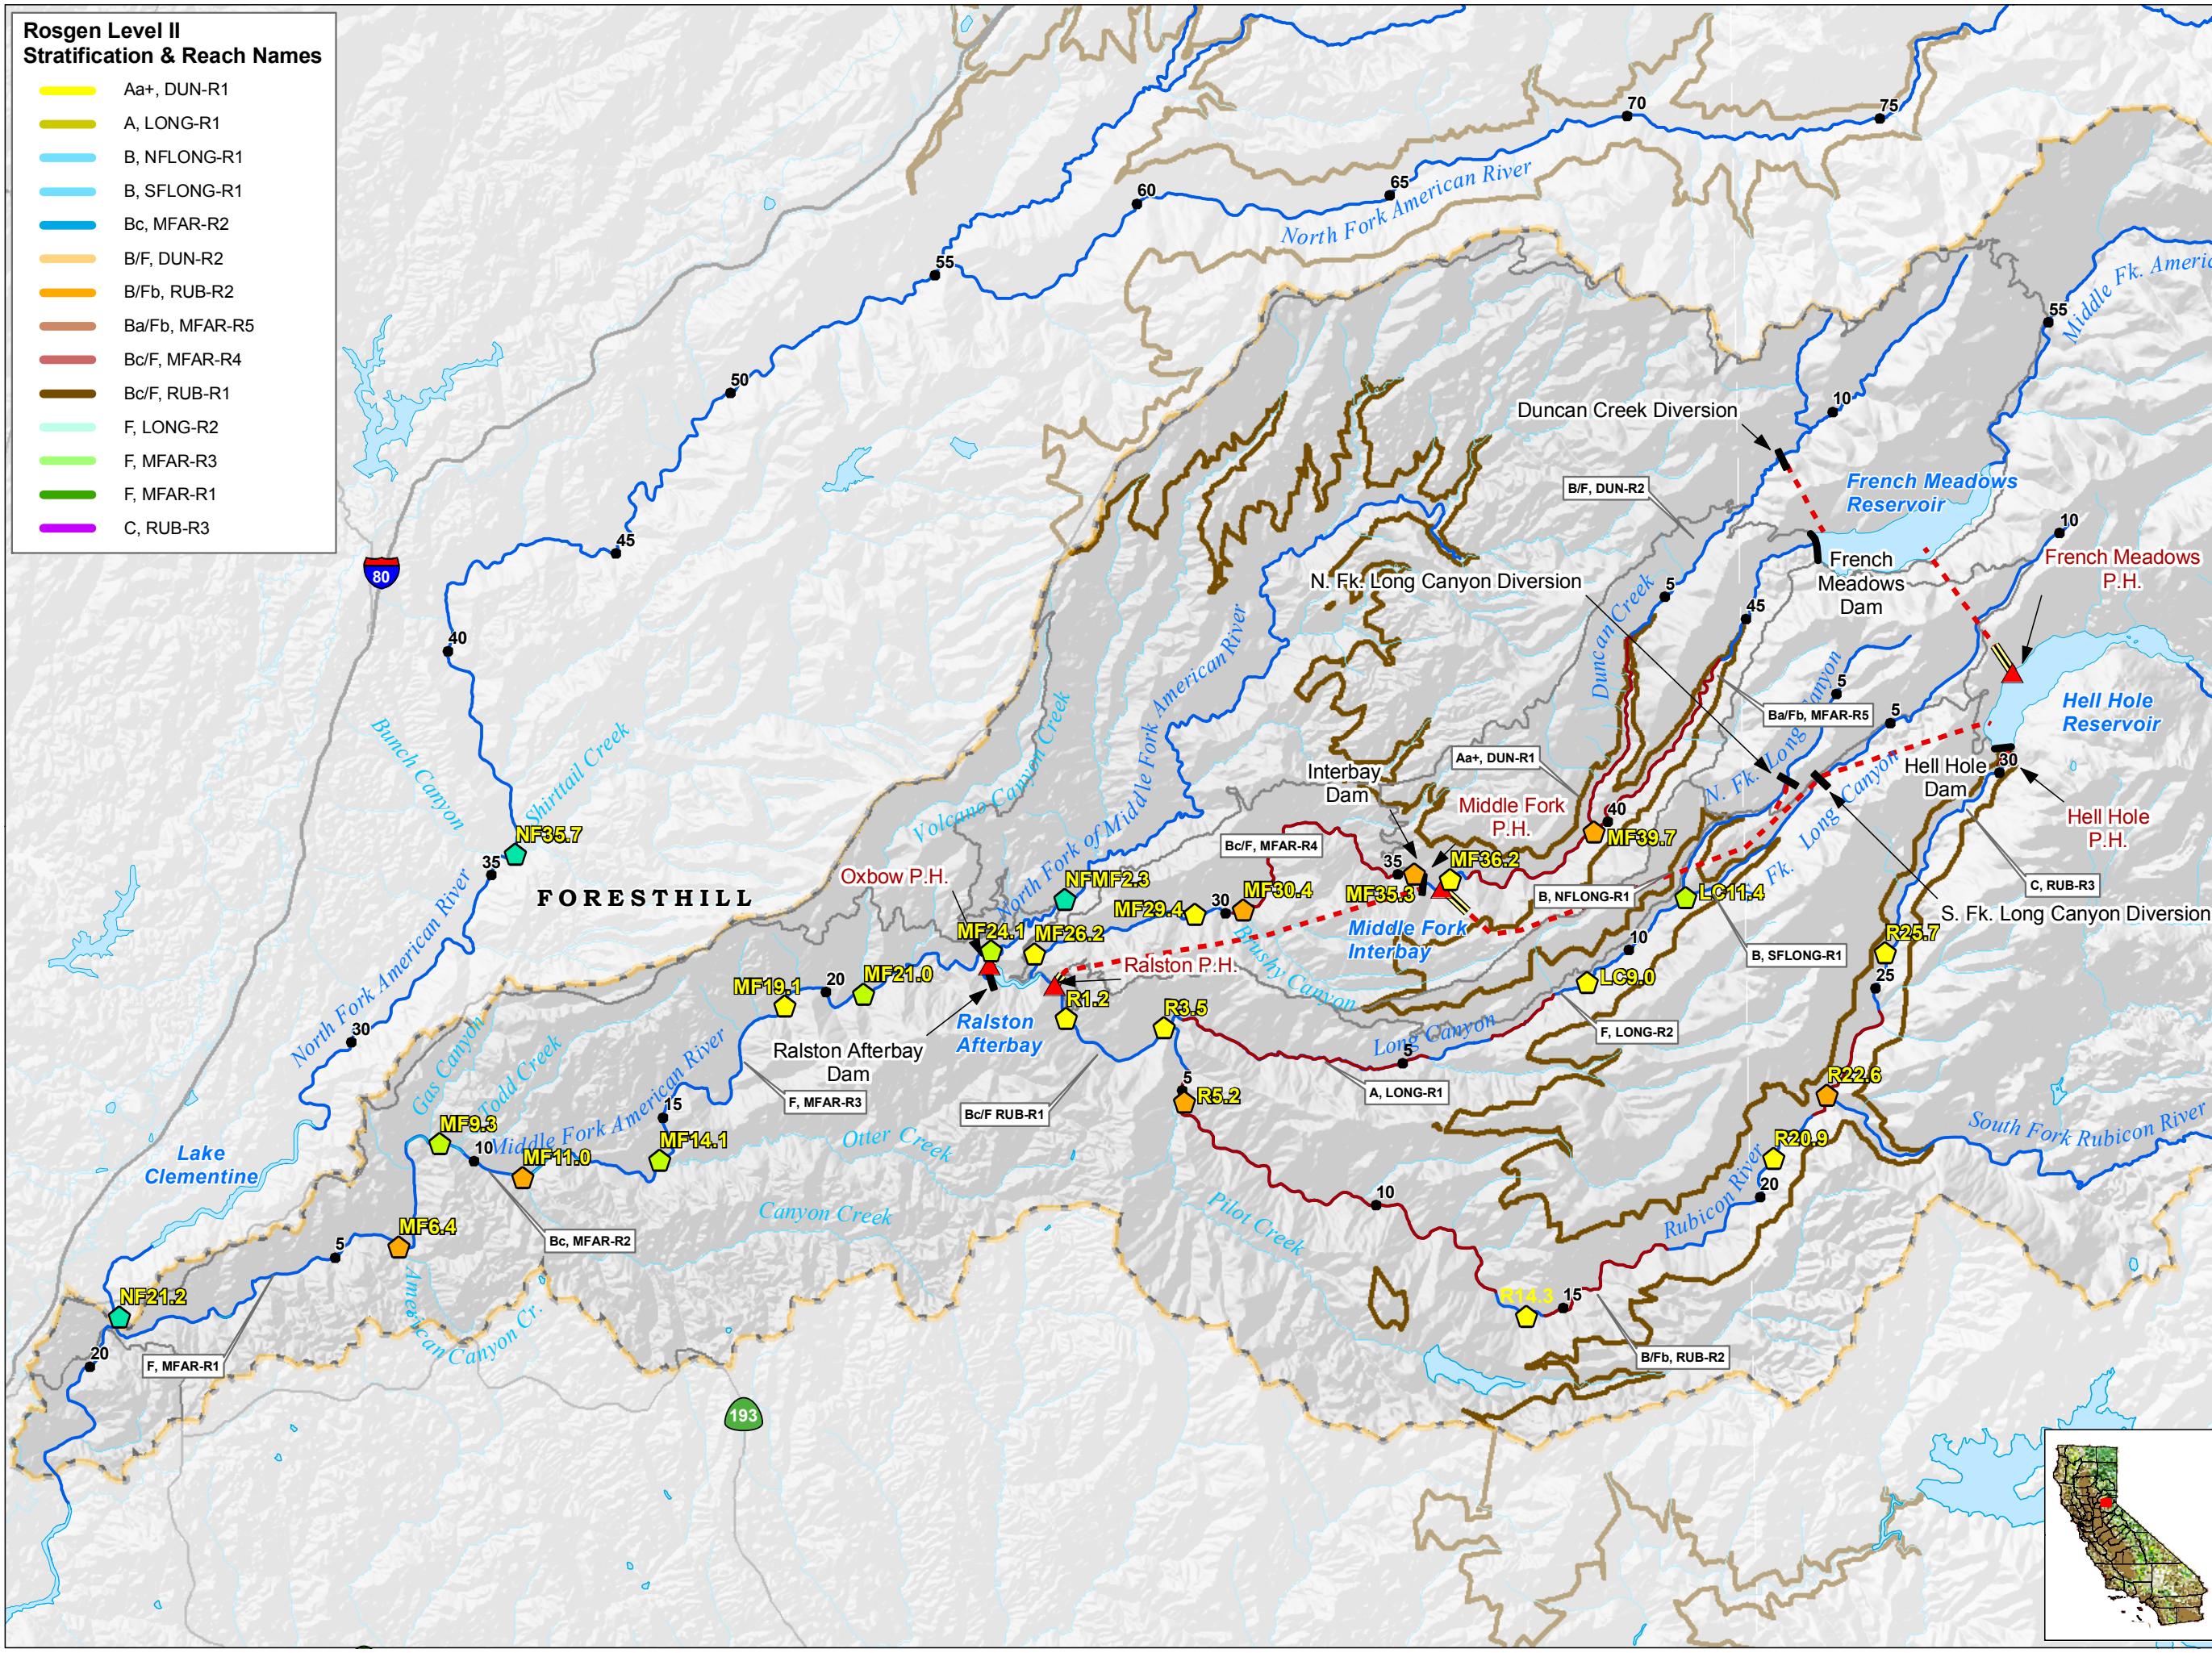 Rosgen Level II
Stratification & Reach Names
Aa+, DUN-R1
A, LONG-R1
B, NFLONG-R1
B, SFLONG-R1
Bc, MFAR-R2
B/F, DUN-R2
B/Fb, RUB-R2
Ba/Fb, MFAR-R5
Bc/F, MFAR-R4
Bc/F, RUB-R1
F, LONG-R2
F, MFAR-R3
F, MFAR-R1
C, RUB-R3
70
75
65
60
North Fork American River
55
55
Middle Fk. Americ
50
10
Duncan Creek Diversion
B/F, DUN-R2
French Meadows
Reservoir
45
10
80
French
Meadows
Dam
French Meadows
P.H.
N. Fk. Long Canyon Diversion
5
45
Duncan Creek
40
North Fork of Middle Fork American River
N. Fk. Long Canyon
5
5
Ba/Fb, MFAR-R5
Hell Hole
Reservoir
Bunch Canyon
Shirttail Creek
Volcano Canyon Creek
Aa+, DUN-R1
Interbay
Dam
Middle Fork
P.H.
Hell Hole
Dam
30
Fk. Long Canyon
Hell Hole
P.H.
NF35.7
40
MF39.7
Bc/F, MFAR-R4
35
35
MF36.2
MF35.3
Oxbow P.H.
FORESTHILL
NFMF2.3
MF29.4
30
MF30.4
B, NFLONG-R1
LC11.4
C, RUB-R3
S. Fk. Long Canyon Diversion
North Fork American River
MF24.1
MF26.2
Middle Fork
Interbay
Brushy Canyon
10
R25.7
B, SFLONG-R1
Ralston P.H.
MF19.1
20
MF21.0
LC9.0
25
R1.2
R3.5
Ralston
Afterbay
F, LONG-R2
30
Ralston Afterbay
Dam
Long Canyon
5
Gas Canyon
Todd Creek
Middle Fork American River
F, MFAR-R3
15
Bc/F RUB-R1
5
R5.2
A, LONG-R1
R22.6
South Fork Rubicon River
MF9.3
10
MF11.0
MF14.1
Otter Creek
R20.9
Lake
Clementine
20
Rubicon River
Canyon Creek
Pilot Creek
10
MF6.4
5
Bc, MFAR-R2
American Canyon Cr.
NF21.2
R14.3
15
20
F, MFAR-R1
B/Fb, RUB-R2
193